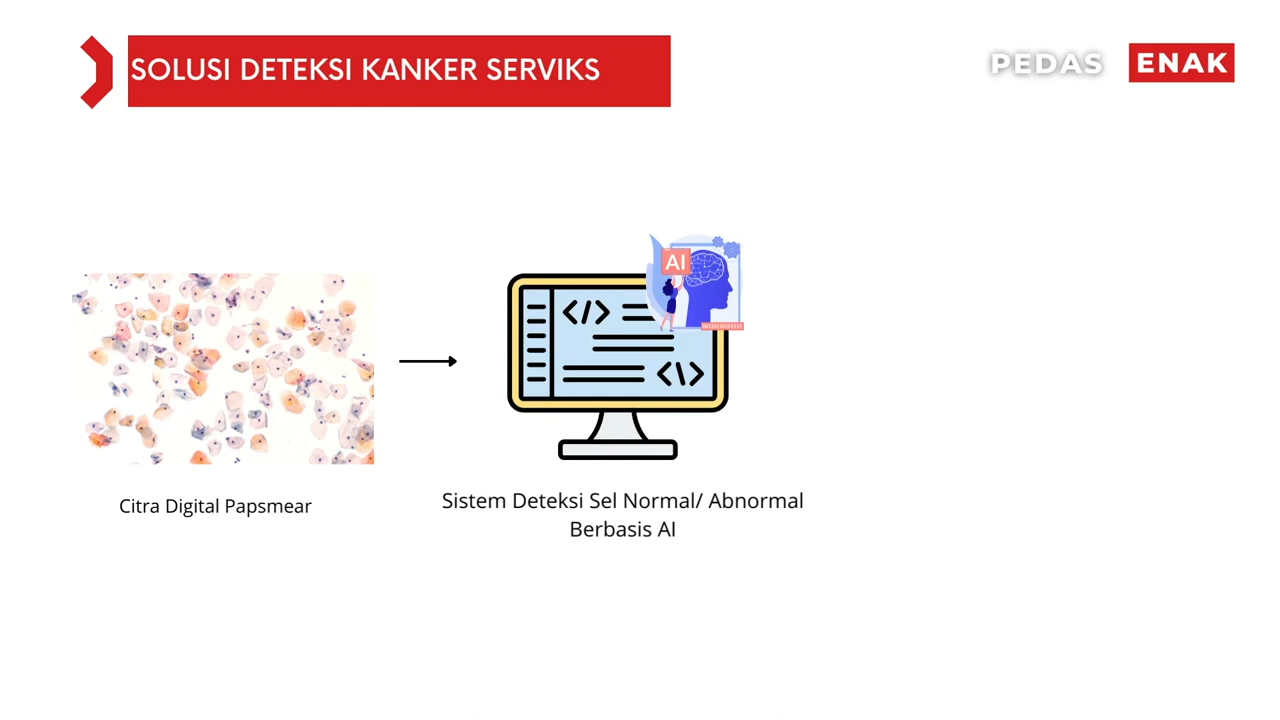 SOLUSI DETEKSI KANKER SERVIKS
PEDAS ENAK
AI
</>
<\>
Citra Digital Papsmear
Sistem Deteksi Sel Normal/ Abnormal
Berbasis AI